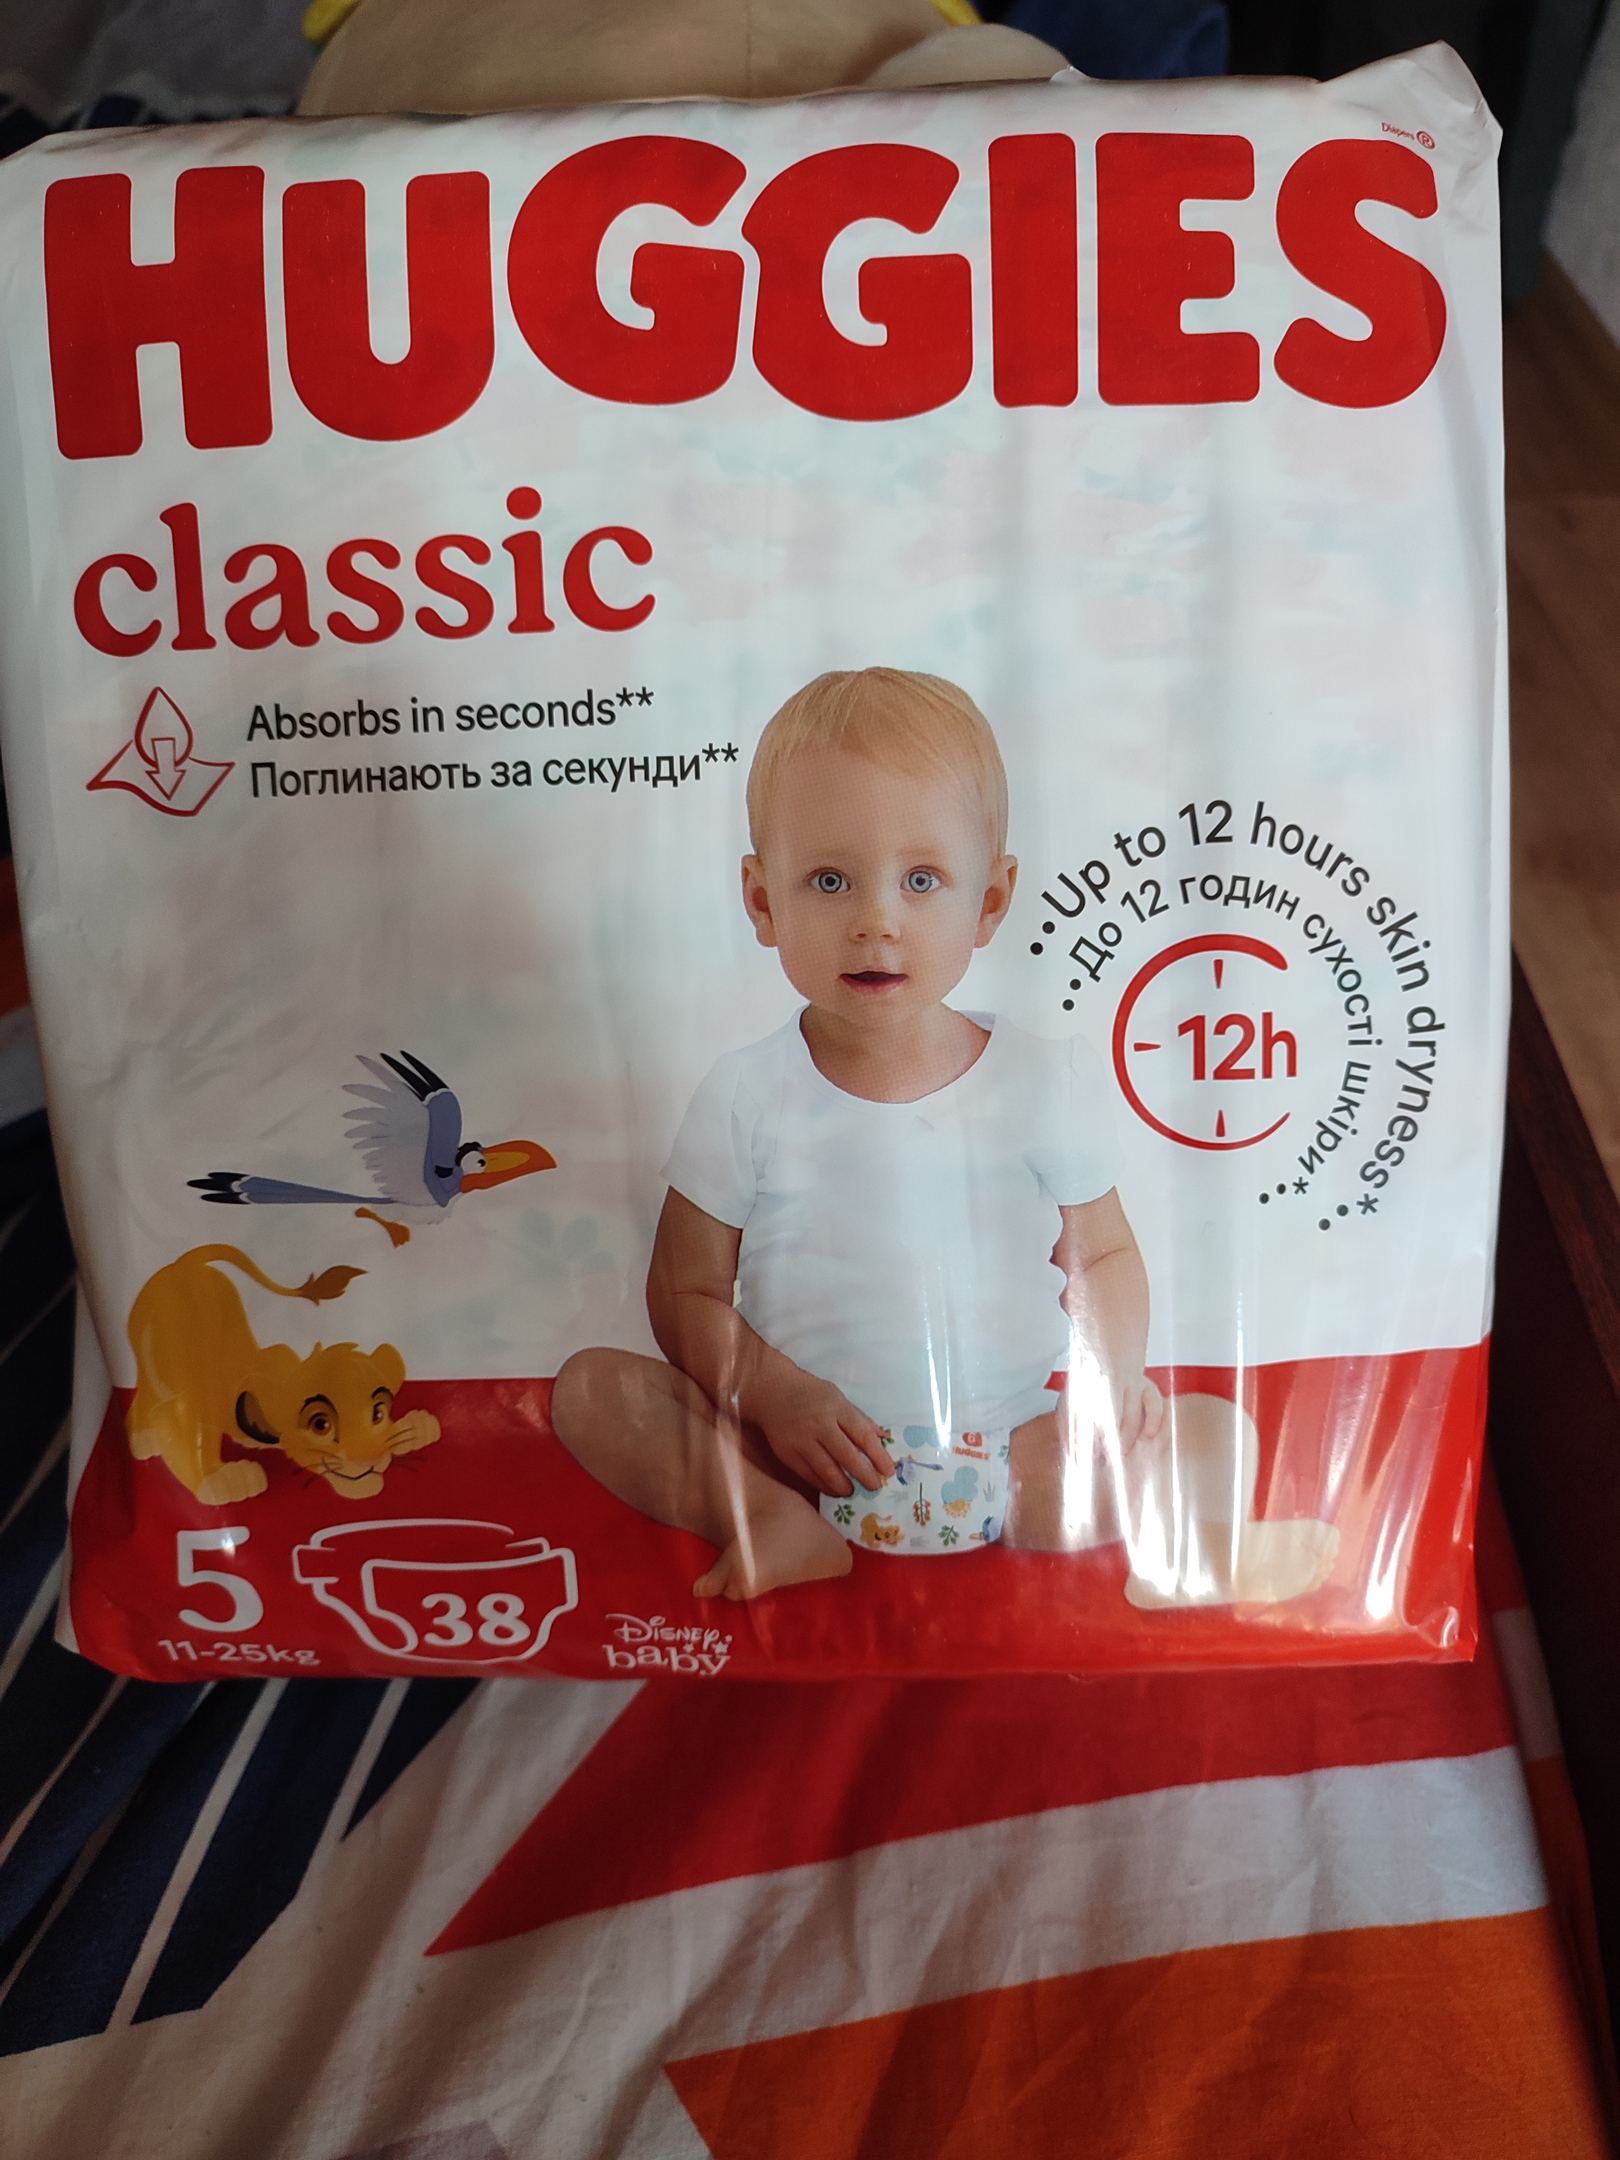 Diapers ®
HUGGIES
classic
Absorbs in seconds**
Поглинають за секунди**
••Up to 12 hours skin dryness*••
••До 12 годин сухості шкіри*••
12h
HUGGIES
5
38
11-25kg
Disney
baby